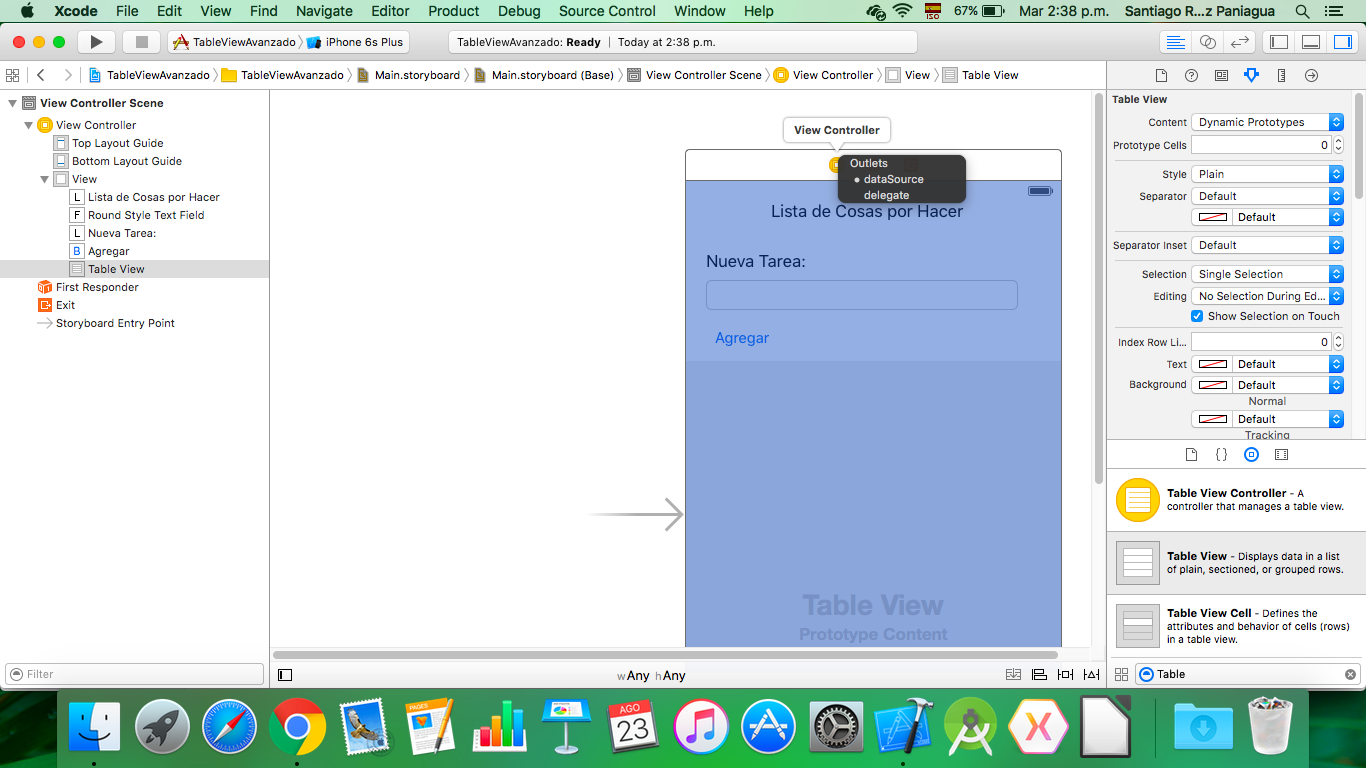 Xcode File Edit View Find Navigate Editor Product Debug Source Control Window Help ISO 67% Mar 2:38 p.m. Santiago R...z Paniagua
TableViewAvanzado iPhone 6s Plus TableViewAvanzado: Ready | Today at 2:38 p.m.
TableViewAvanzado TableViewAvanzado Main.storyboard Main.storyboard (Base) View Controller Scene View Controller View Table View
View Controller Scene
View Controller
Top Layout Guide
Bottom Layout Guide
View
L Lista de Cosas por Hacer
F Round Style Text Field
L Nueva Tarea:
B Agregar
Table View
First Responder
Exit
Storyboard Entry Point
Filter
View Controller
Outlets
dataSource
delegate
Lista de Cosas por Hacer
Nueva Tarea:
Agregar
Table View
Prototype Content
wAny hAny
Table View
Content Dynamic Prototypes
Prototype Cells 0
Style Plain
Separator Default
Default
Separator Inset Default
Selection Single Selection
Editing No Selection During Ed...
Show Selection on Touch
Index Row Li... 0
Text Default
Background Default
Normal
Default
Tracking
{}
Table View Controller - A
controller that manages a table view.
Table View - Displays data in a list
of plain, sectioned, or grouped rows.
Table View Cell - Defines the
attributes and behavior of cells (rows)
in a table view.
Table
AGO
23
PAGES